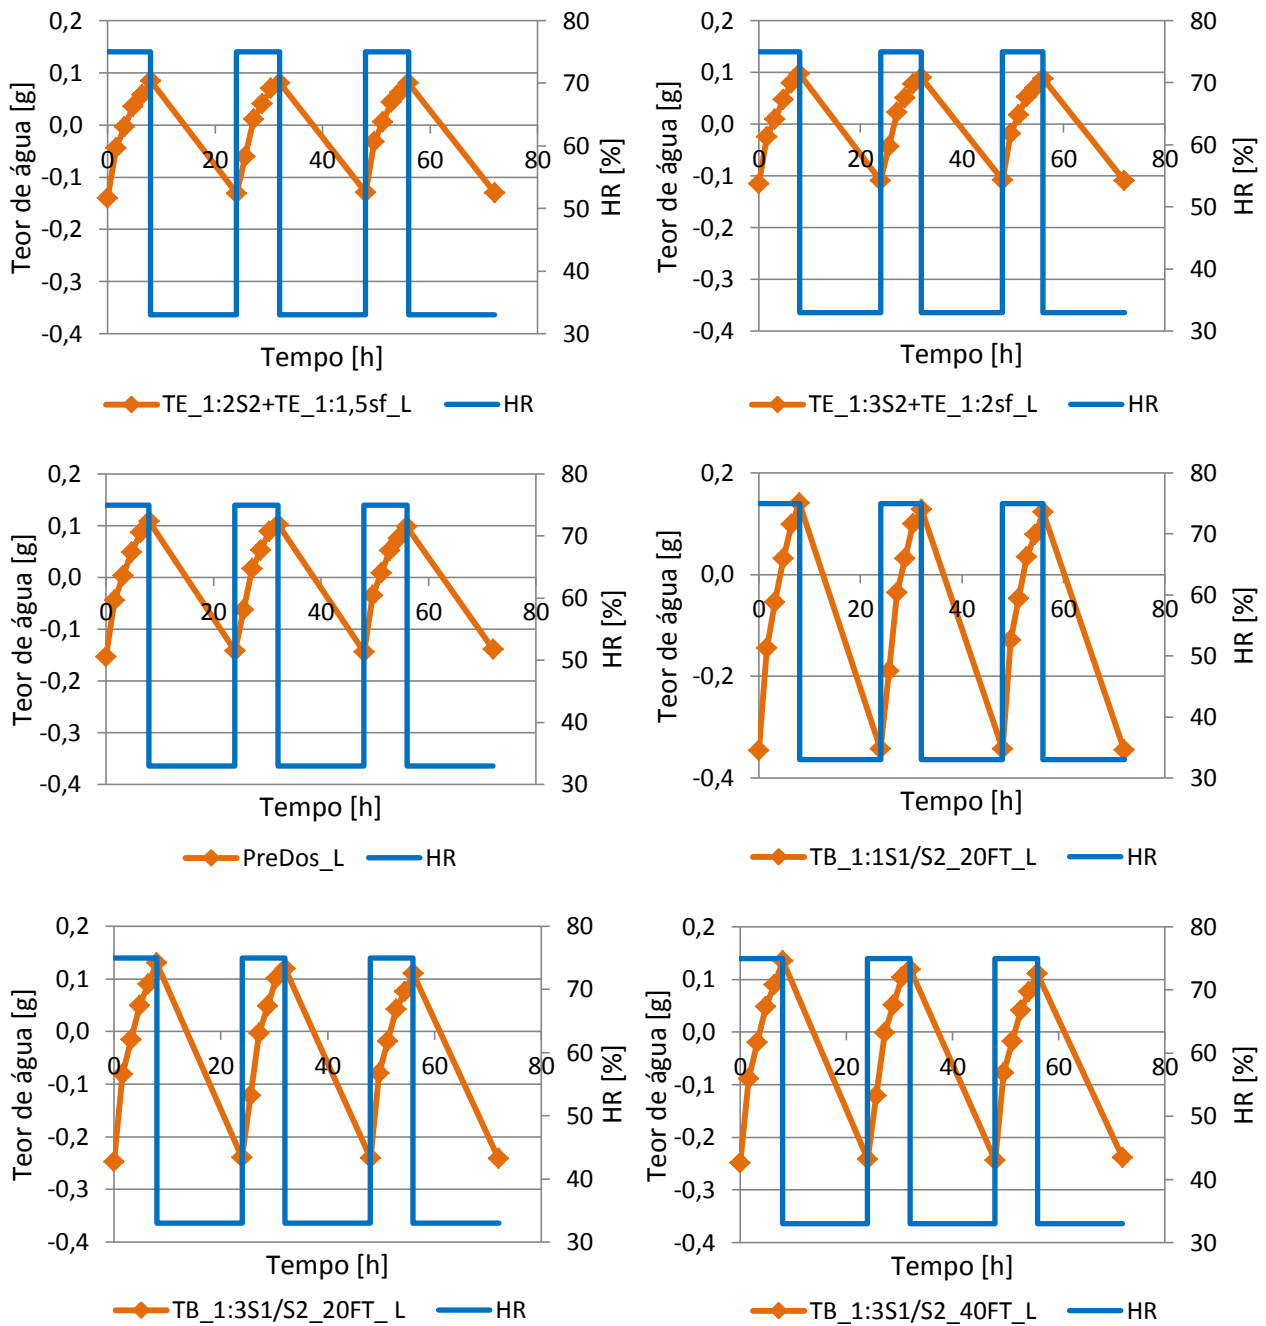 0,2
0,1
0,0
-0,1
-0,2
-0,3
-0,4
Teor de água [g]
0 20 40 60 80
Tempo [h]
80
70
60
50
40
30
HR [%]
TE_1:2S2+TE_1:1,5sf_L HR
0,2
0,1
0,0
-0,1
-0,2
-0,3
-0,4
Teor de água [g]
0 20 40 60 80
Tempo [h]
80
70
60
50
40
30
HR [%]
TE_1:3S2+TE_1:2sf_L HR
0,2
0,1
0,0
-0,1
-0,2
-0,3
-0,4
Teor de água [g]
0 20 40 60 80
Tempo [h]
80
70
60
50
40
30
HR [%]
PreDos_L HR
0,2
0,0
-0,2
-0,4
Teor de água [g]
0 20 40 60 80
Tempo [h]
80
70
60
50
40
30
HR [%]
TB_1:1S1/S2_20FT_L HR
0,2
0,1
0,0
-0,1
-0,2
-0,3
-0,4
Teor de água [g]
0 20 40 60 80
Tempo [h]
80
70
60
50
40
30
HR [%]
TB_1:3S1/S2_20FT_ L HR
0,2
0,1
0,0
-0,1
-0,2
-0,3
-0,4
Teor de água [g]
0 20 40 60 80
Tempo [h]
80
70
60
50
40
30
HR [%]
TB_1:3S1/S2_40FT_L HR